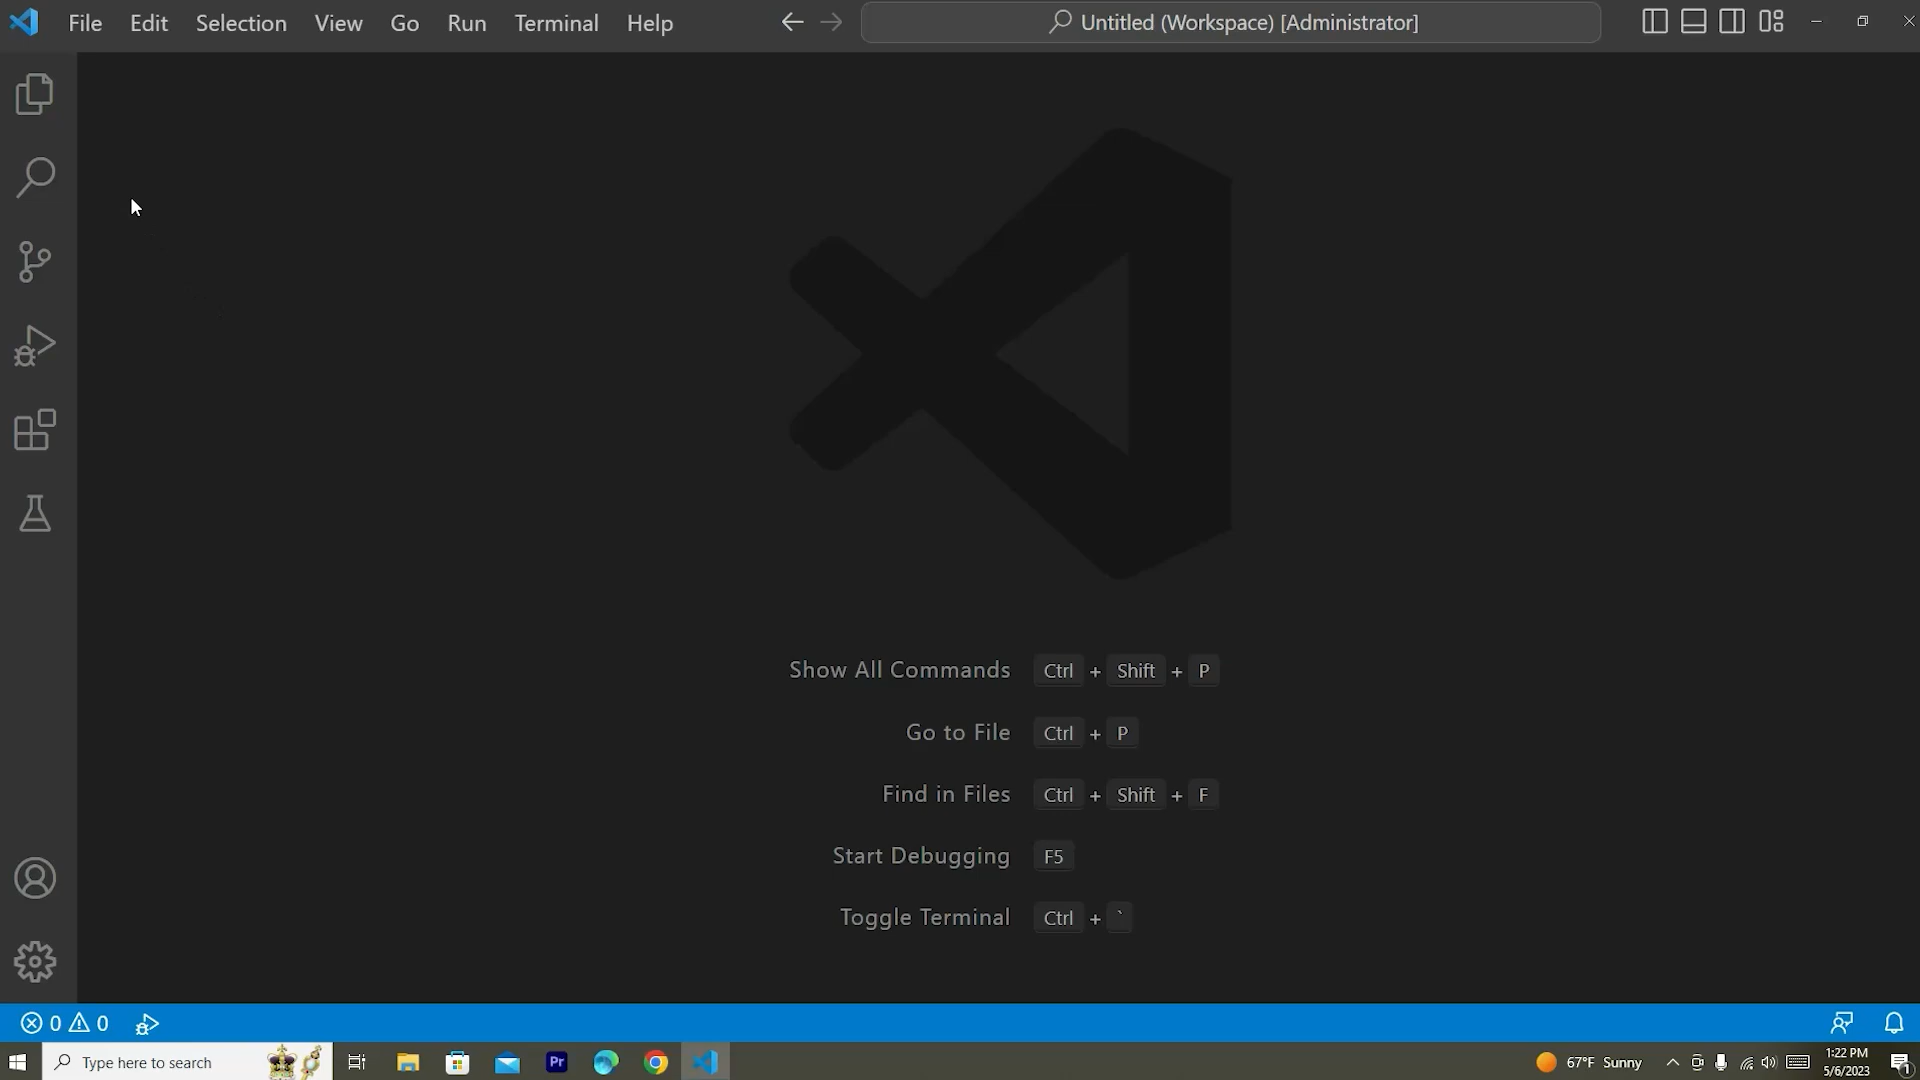 File Edit Selection View Go Run Terminal Help Untitled (Workspace) [Administrator]
Show All Commands Ctrl + Shift + P
Go to File Ctrl + P
Find in Files Ctrl + Shift + F
Start Debugging F5
Toggle Terminal Ctrl + `
0 0
Type here to search Pr 67°F Sunny 1:22 PM
5/6/2023 1